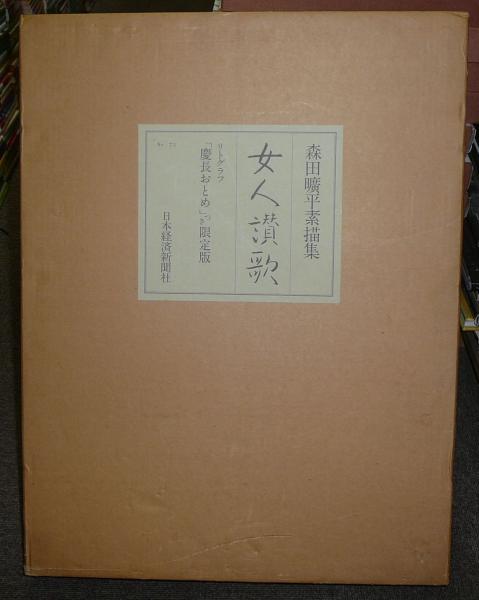 森田曠平素描集
女人讃歌
リトグラフ
「慶長おとめ」つき限定版
日本経済新聞社